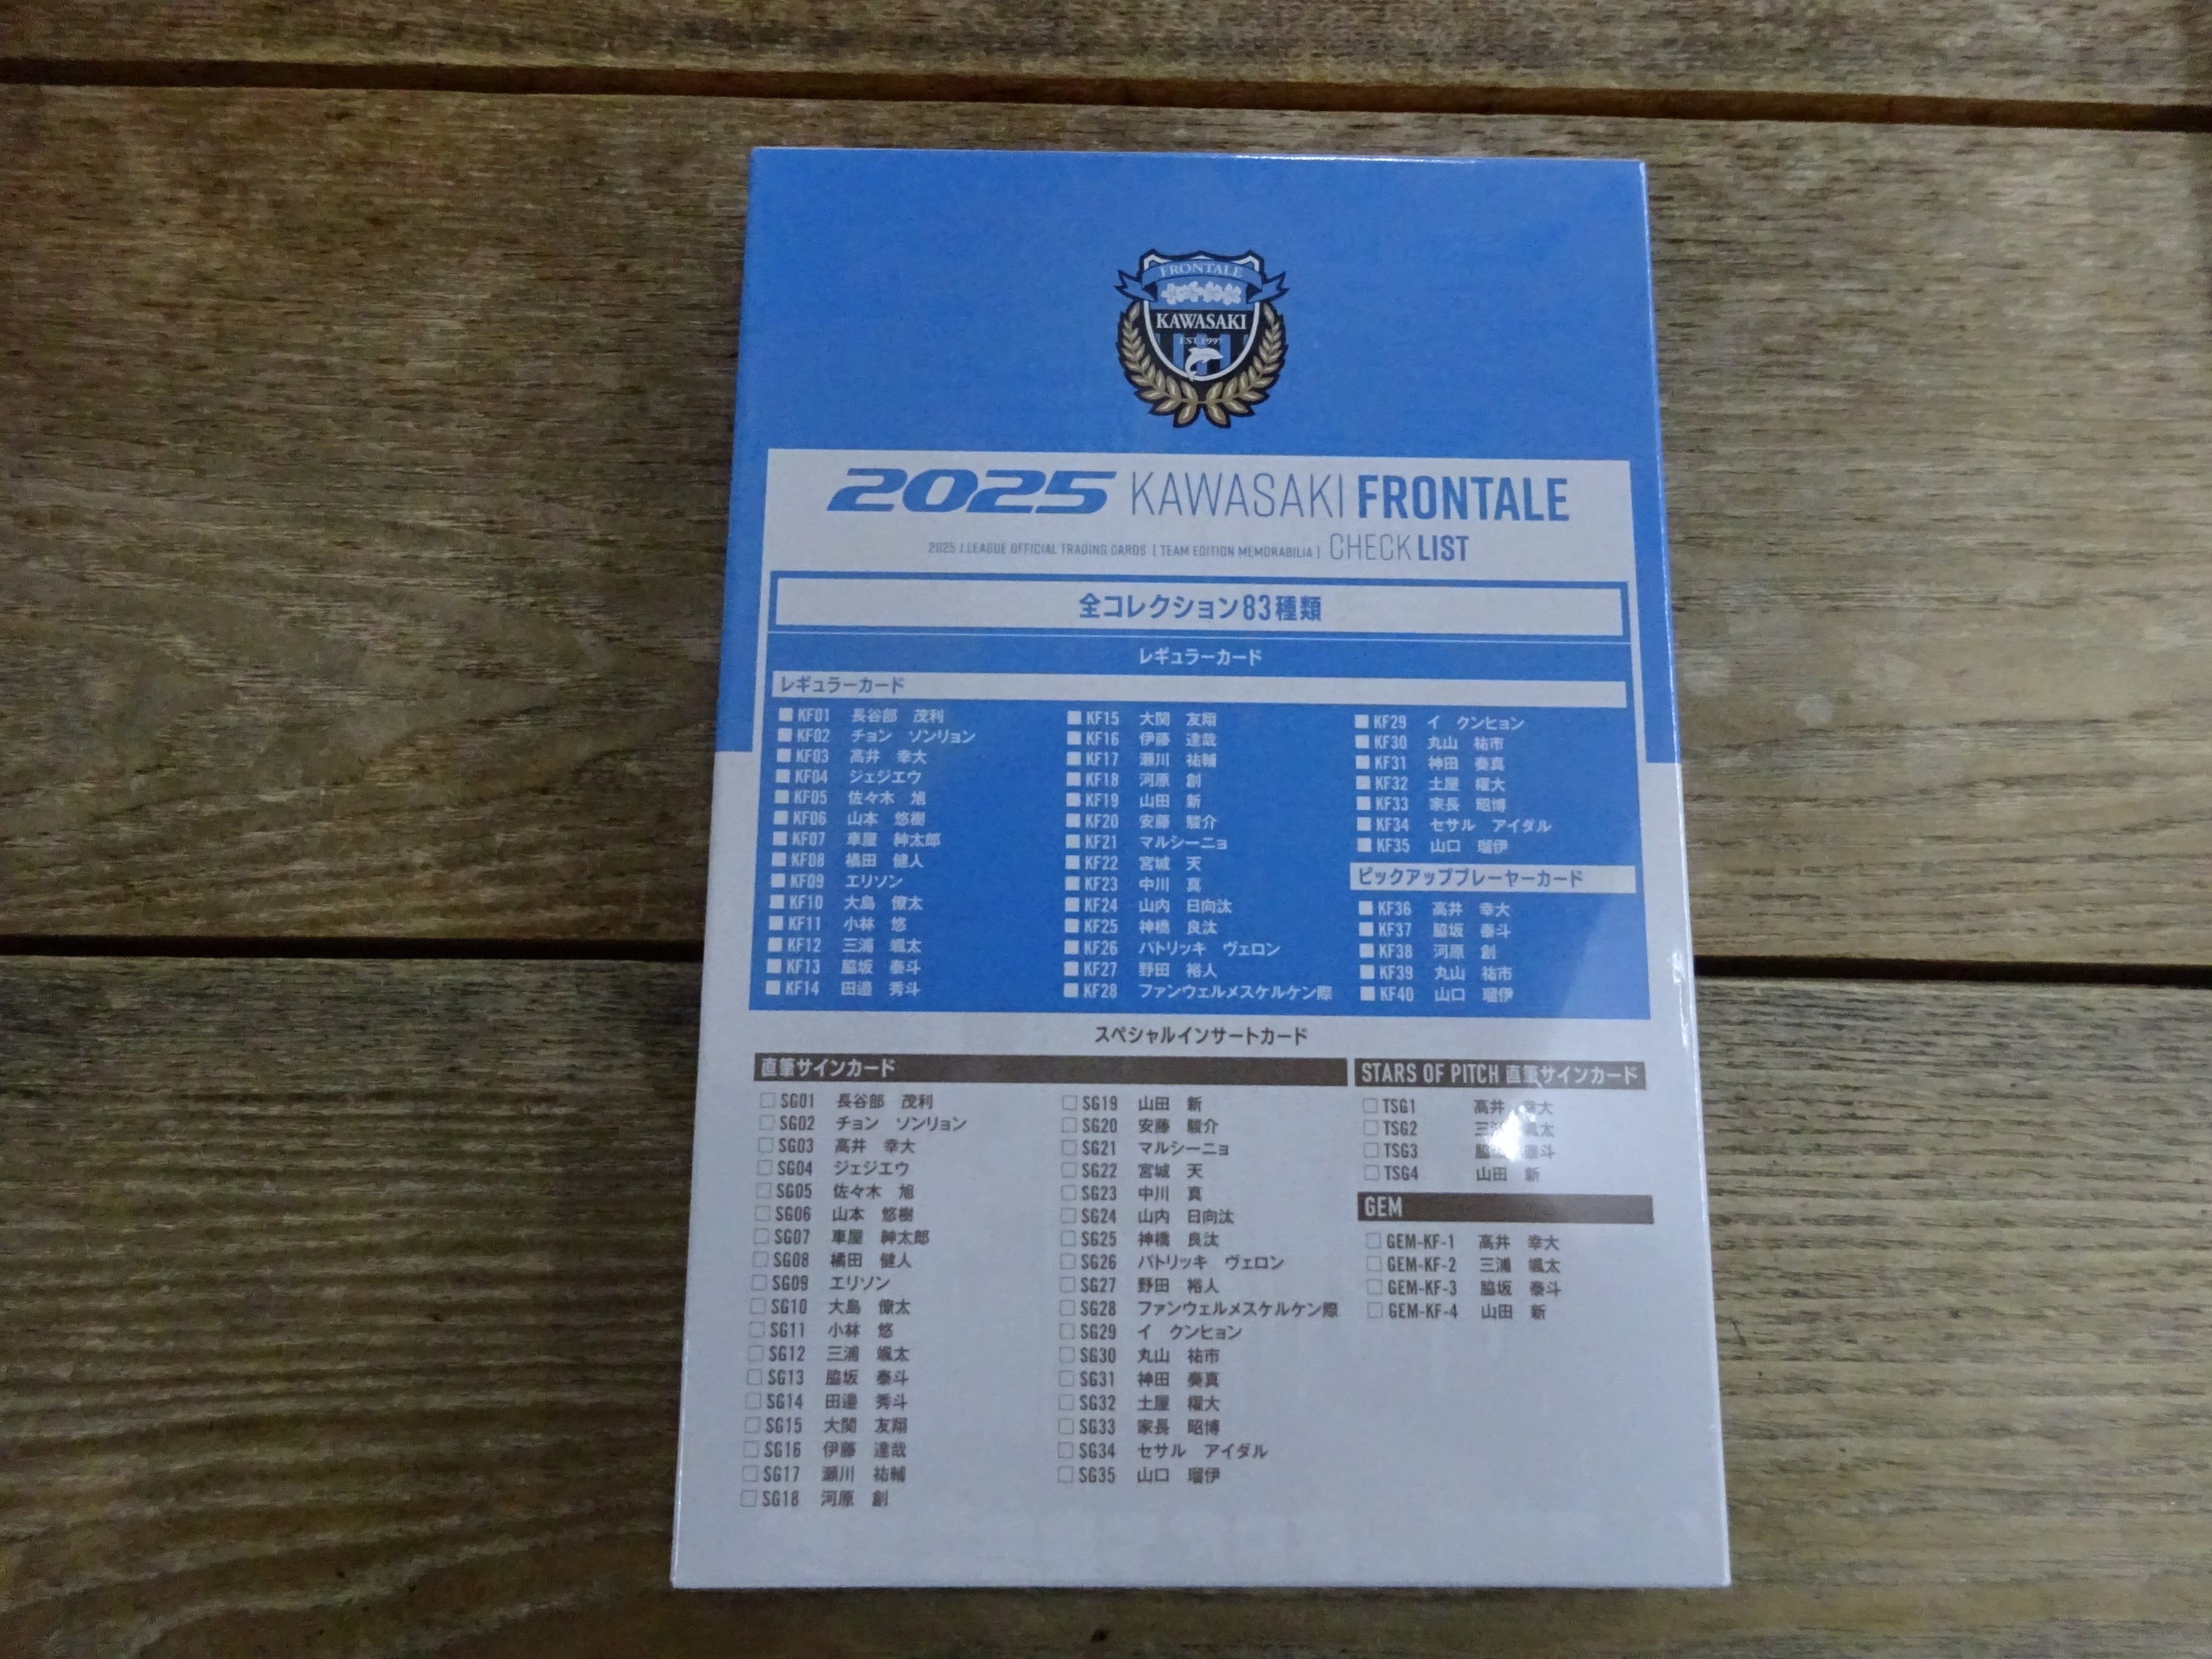 FRONTALE
KAWASAKI
EST.1997
2025 KAWASAKI FRONTALE
2025 J.LEAGUE OFFICIAL TRADING CARDS [ TEAM EDITION MEMORABILIA ] CHECK LIST
全コレクション83種類
レギュラーカード
レギュラーカード
KF01 長谷部 茂利
KF02 チョン ソンリョン
KF03 高井 幸大
KF04 ジェジエウ
KF05 佐々木 旭
KF06 山本 悠樹
KF07 車屋 紳太郎
KF08 橘田 健人
KF09 エリソン
KF10 大島 僚太
KF11 小林 悠
KF12 三浦 颯太
KF13 脇坂 泰斗
KF14 田邉 秀斗
KF15 大関 友翔
KF16 伊藤 達哉
KF17 瀬川 祐輔
KF18 河原 創
KF19 山田 新
KF20 安藤 駿介
KF21 マルシーニョ
KF22 宮城 天
KF23 中川 真
KF24 山内 日向汰
KF25 神橋 良汰
KF26 パトリッキ ヴェロン
KF27 野田 裕人
KF28 ファンウェルメスケルケン際
KF29 イ クンヒョン
KF30 丸山 祐市
KF31 神田 奏真
KF32 土屋 櫂大
KF33 家長 昭博
KF34 セサル アイダル
KF35 山口 瑠伊
ピックアッププレーヤーカード
KF36 高井 幸大
KF37 脇坂 泰斗
KF38 河原 創
KF39 丸山 祐市
KF40 山口 瑠伊
スペシャルインサートカード
直筆サインカード
SG01 長谷部 茂利
SG02 チョン ソンリョン
SG03 高井 幸大
SG04 ジェジエウ
SG05 佐々木 旭
SG06 山本 悠樹
SG07 車屋 紳太郎
SG08 橘田 健人
SG09 エリソン
SG10 大島 僚太
SG11 小林 悠
SG12 三浦 颯太
SG13 脇坂 泰斗
SG14 田邉 秀斗
SG15 大関 友翔
SG16 伊藤 達哉
SG17 瀬川 祐輔
SG18 河原 創
SG19 山田 新
SG20 安藤 駿介
SG21 マルシーニョ
SG22 宮城 天
SG23 中川 真
SG24 山内 日向汰
SG25 神橋 良汰
SG26 パトリッキ ヴェロン
SG27 野田 裕人
SG28 ファンウェルメスケルケン際
SG29 イ クンヒョン
SG30 丸山 祐市
SG31 神田 奏真
SG32 土屋 櫂大
SG33 家長 昭博
SG34 セサル アイダル
SG35 山口 瑠伊
STARS OF PITCH 直筆サインカード
TSG1 高井 幸大
TSG2 三浦 颯太
TSG3 脇坂 泰斗
TSG4 山田 新
GEM
GEM-KF-1 高井 幸大
GEM-KF-2 三浦 颯太
GEM-KF-3 脇坂 泰斗
GEM-KF-4 山田 新